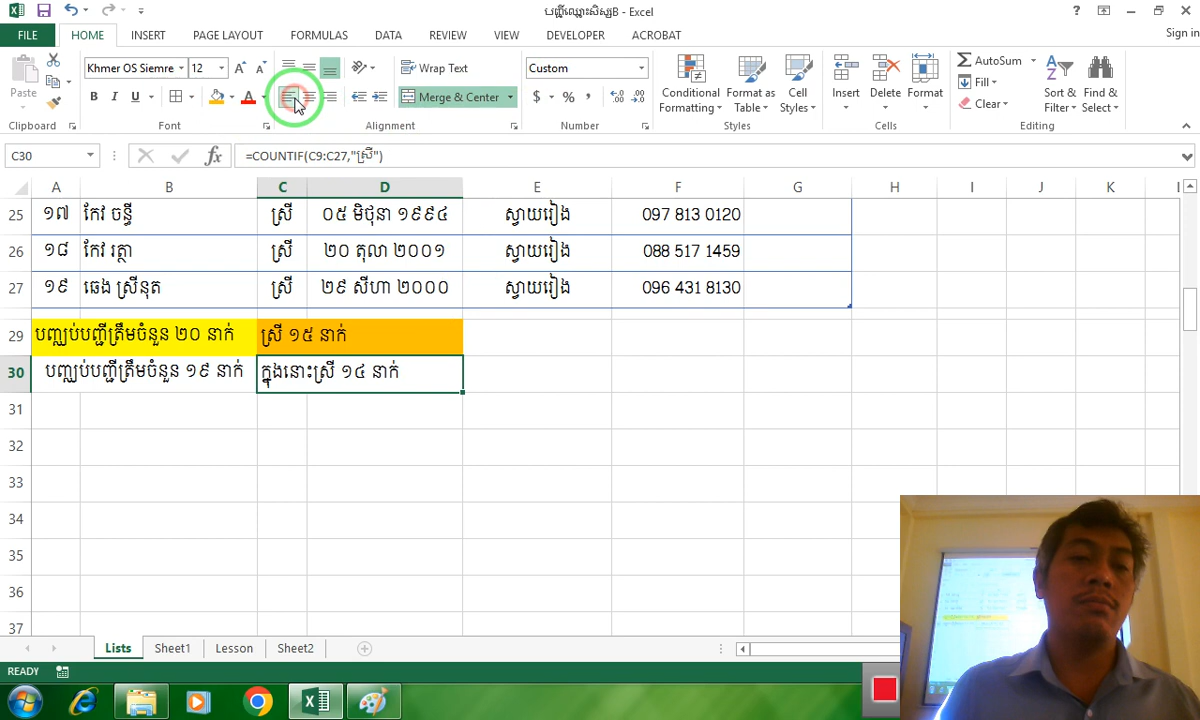 បញ្ជីឈ្មោះសិស្សB - Excel
Sign in
FILE HOME INSERT PAGE LAYOUT FORMULAS DATA REVIEW VIEW DEVELOPER ACROBAT
Paste
Khmer OS Siemre 12
B I U
Wrap Text
Merge & Center
Custom
$ % ,
Conditional Formatting
Format as Table
Cell Styles
Insert Delete Format
AutoSum
Fill
Clear
Sort & Filter
Find & Select
Clipboard Font Alignment Number Styles Cells Editing
C30 fx =COUNTIF(C9:C27,"ស្រី")
A B C D E F G H I J K
25 ១៧ កែវ ចន្ធី ស្រី ០៥ មិថុនា ១៩៩៤ ស្វាយរៀង 097 813 0120
26 ១៨ កែវ រត្ថា ស្រី ២០ តុលា ២០០១ ស្វាយរៀង 088 517 1459
27 ១៩ ឆេង ស្រីនុត ស្រី ២៩ សីហា ២០០០ ស្វាយរៀង 096 431 8130
29 បញ្ឈប់បញ្ជីត្រឹមចំនួន ២០ នាក់ ស្រី ១៥ នាក់
30 បញ្ឈប់បញ្ជីត្រឹមចំនួន ១៩ នាក់ ក្នុងនោះស្រី ១៤ នាក់
31
32
33
34
35
36
37
Lists Sheet1 Lesson Sheet2
READY